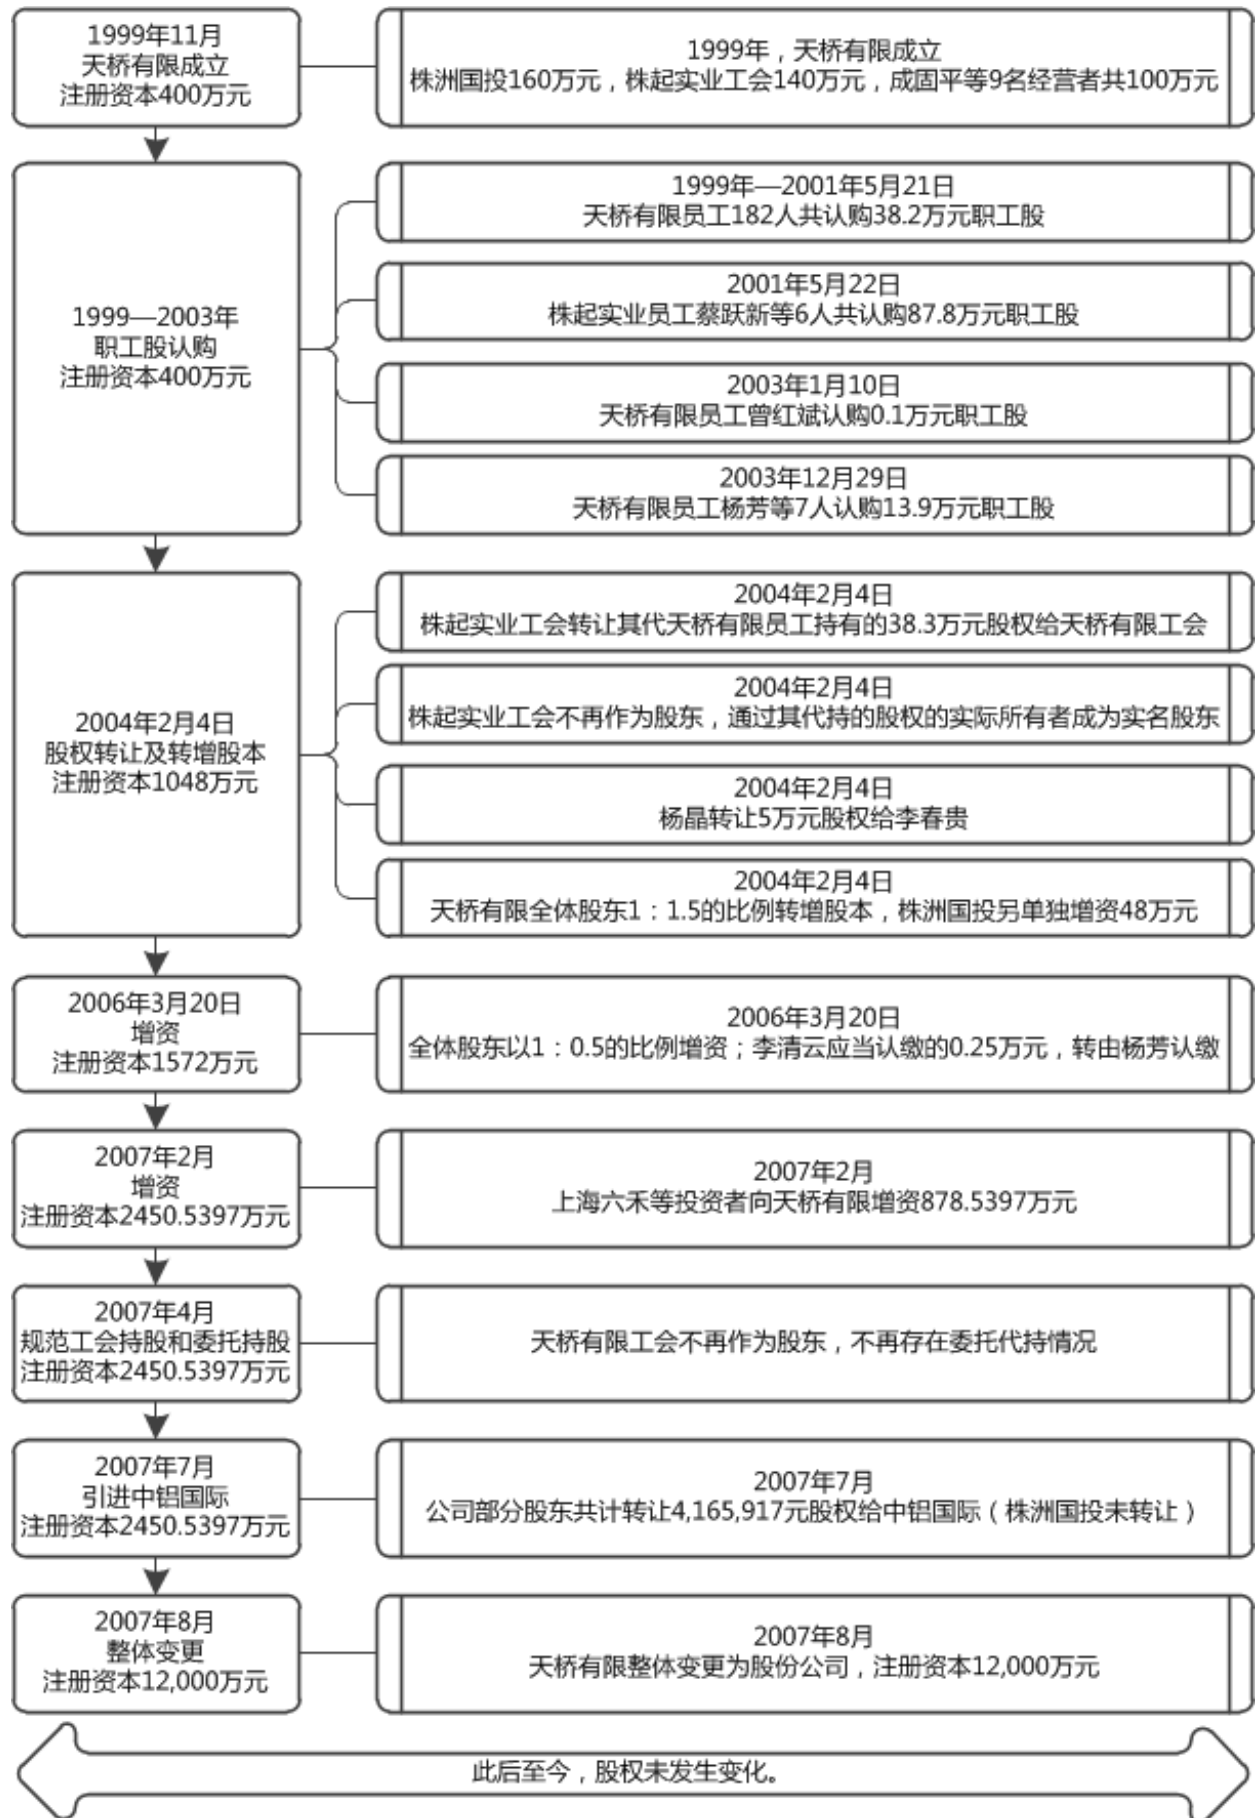 1999年11月
天桥有限成立
注册资本400万元
1999年，天桥有限成立
株洲国投160万元，株起实业工会140万元，成固平等9名经营者共100万元
1999—2003年
职工股认购
注册资本400万元
1999年—2001年5月21日
天桥有限员工182人共认购38.2万元职工股
2001年5月22日
株起实业员工蔡跃新等6人共认购87.8万元职工股
2003年1月10日
天桥有限员工曾红斌认购0.1万元职工股
2003年12月29日
天桥有限员工杨芳等7人认购13.9万元职工股
2004年2月4日
股权转让及转增股本
注册资本1048万元
2004年2月4日
株起实业工会转让其代天桥有限员工持有的38.3万元股权给天桥有限工会
2004年2月4日
株起实业工会不再作为股东，通过其代持的股权的实际所有者成为实名股东
2004年2月4日
杨晶转让5万元股权给李春贵
2004年2月4日
天桥有限全体股东1：1.5的比例转增股本，株洲国投另单独增资48万元
2006年3月20日
增资
注册资本1572万元
2006年3月20日
全体股东以1：0.5的比例增资；李清云应当认缴的0.25万元，转由杨芳认缴
2007年2月
增资
注册资本2450.5397万元
2007年2月
上海六禾等投资者向天桥有限增资878.5397万元
2007年4月
规范工会持股和委托持股
注册资本2450.5397万元
天桥有限工会不再作为股东，不再存在委托代持情况
2007年7月
引进中铝国际
注册资本2450.5397万元
2007年7月
公司部分股东共计转让4,165,917元股权给中铝国际（株洲国投未转让）
2007年8月
整体变更
注册资本12,000万元
2007年8月
天桥有限整体变更为股份公司，注册资本12,000万元
此后至今，股权未发生变化。